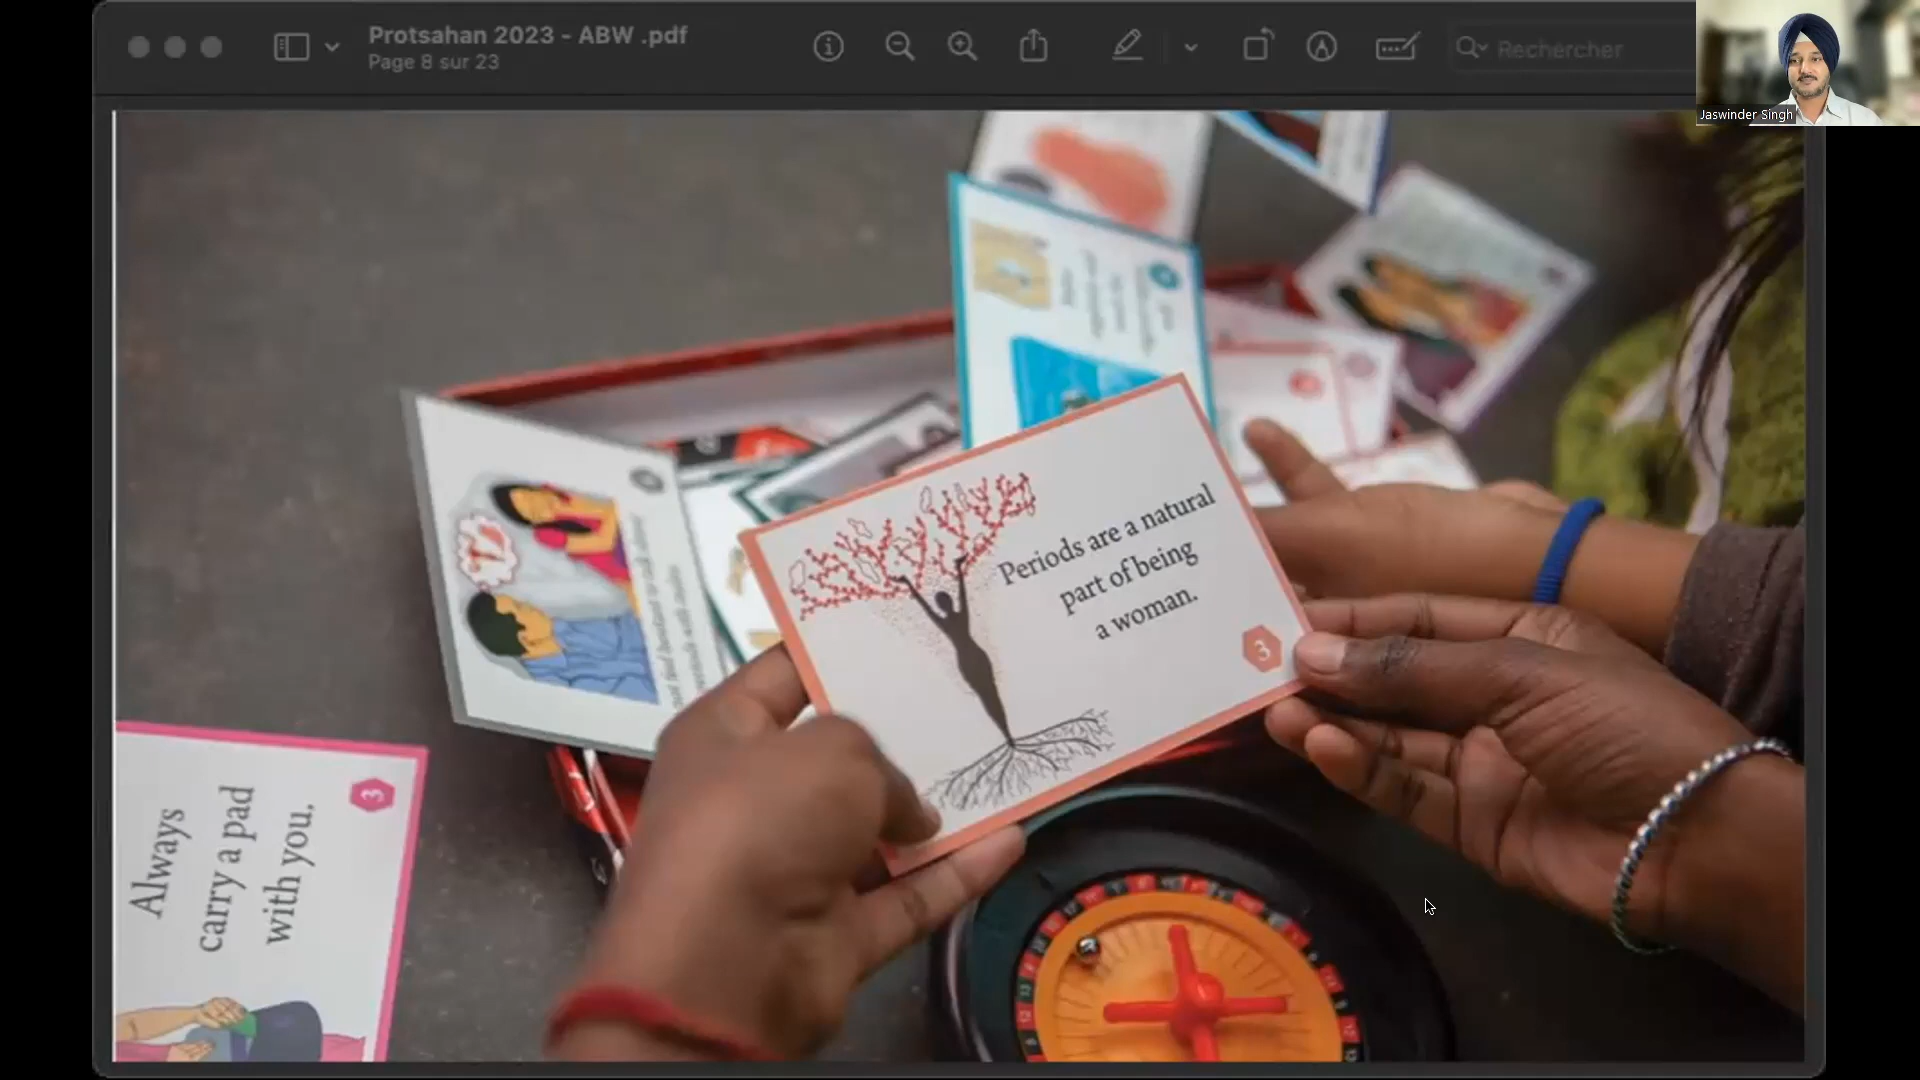 Protsahan 2023 - ABW .pdf
Page 8 sur 23
Rechercher
Jaswinder Singh
Periods are a natural
part of being
a woman.
3
Always
carry a pad
with you.
3